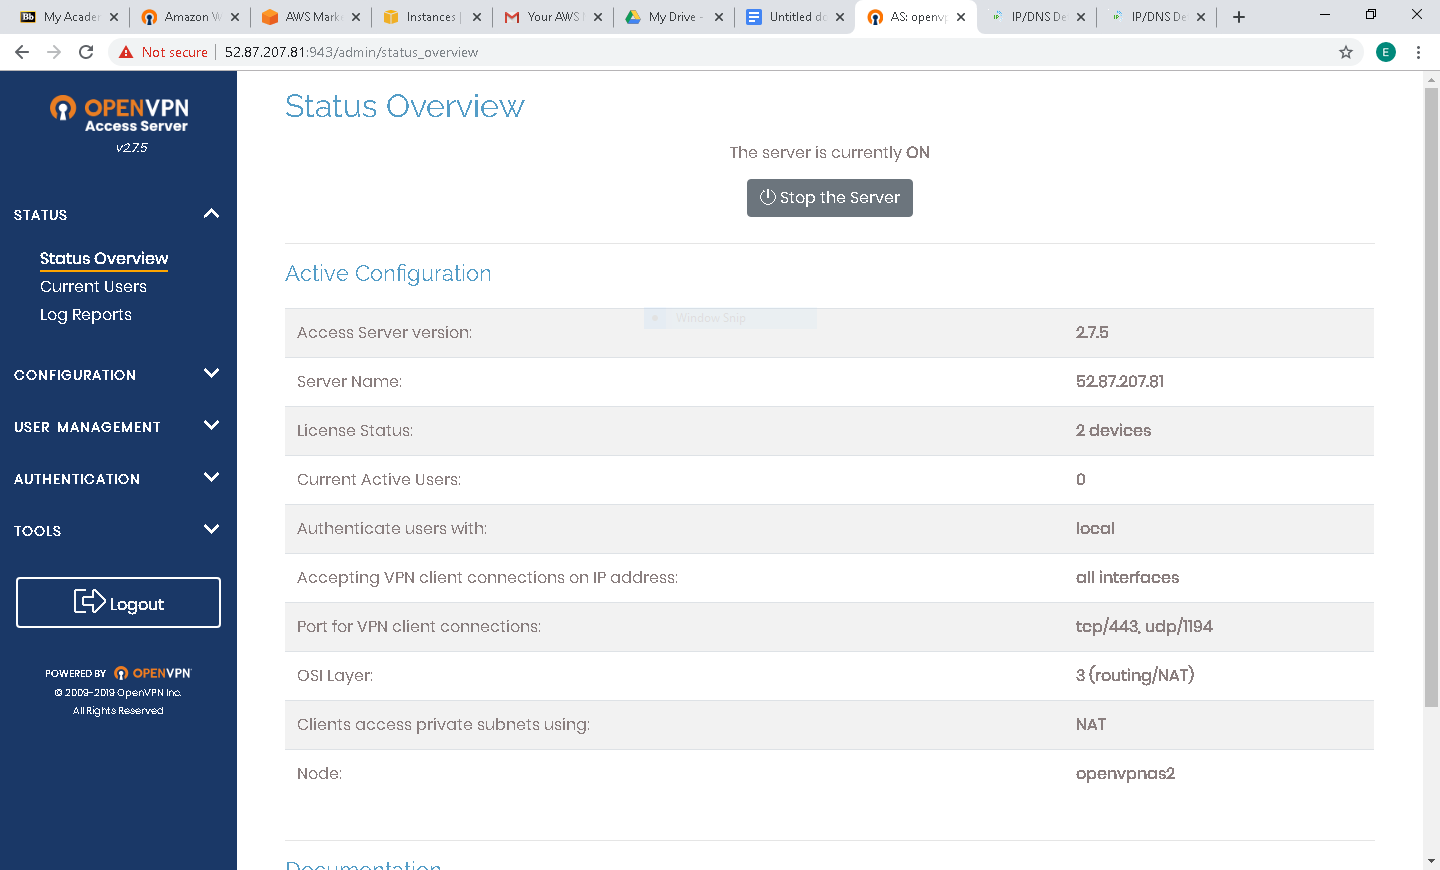 My Acade
Amazon W
AWS Mark
Instances |
Your AWS
My Drive -
Untitled do
AS: openv
IP/DNS De
IP/DNS De
Not secure
52.87.207.81:943/admin/status_overview
E
OPENVPN
Access Server
v2.7.5
STATUS
Status Overview
Current Users
Log Reports
CONFIGURATION
USER MANAGEMENT
AUTHENTICATION
TOOLS
Logout
POWERED BY OPENVPN
© 2009-2019 OpenVPN Inc.
All Rights Reserved
Status Overview
The server is currently ON
Stop the Server
Active Configuration
Window Snip
Access Server version: 2.7.5
Server Name: 52.87.207.81
License Status: 2 devices
Current Active Users: 0
Authenticate users with: local
Accepting VPN client connections on IP address: all interfaces
Port for VPN client connections: tcp/443, udp/1194
OSI Layer: 3 (routing/NAT)
Clients access private subnets using: NAT
Node: openvpnas2
Documentation